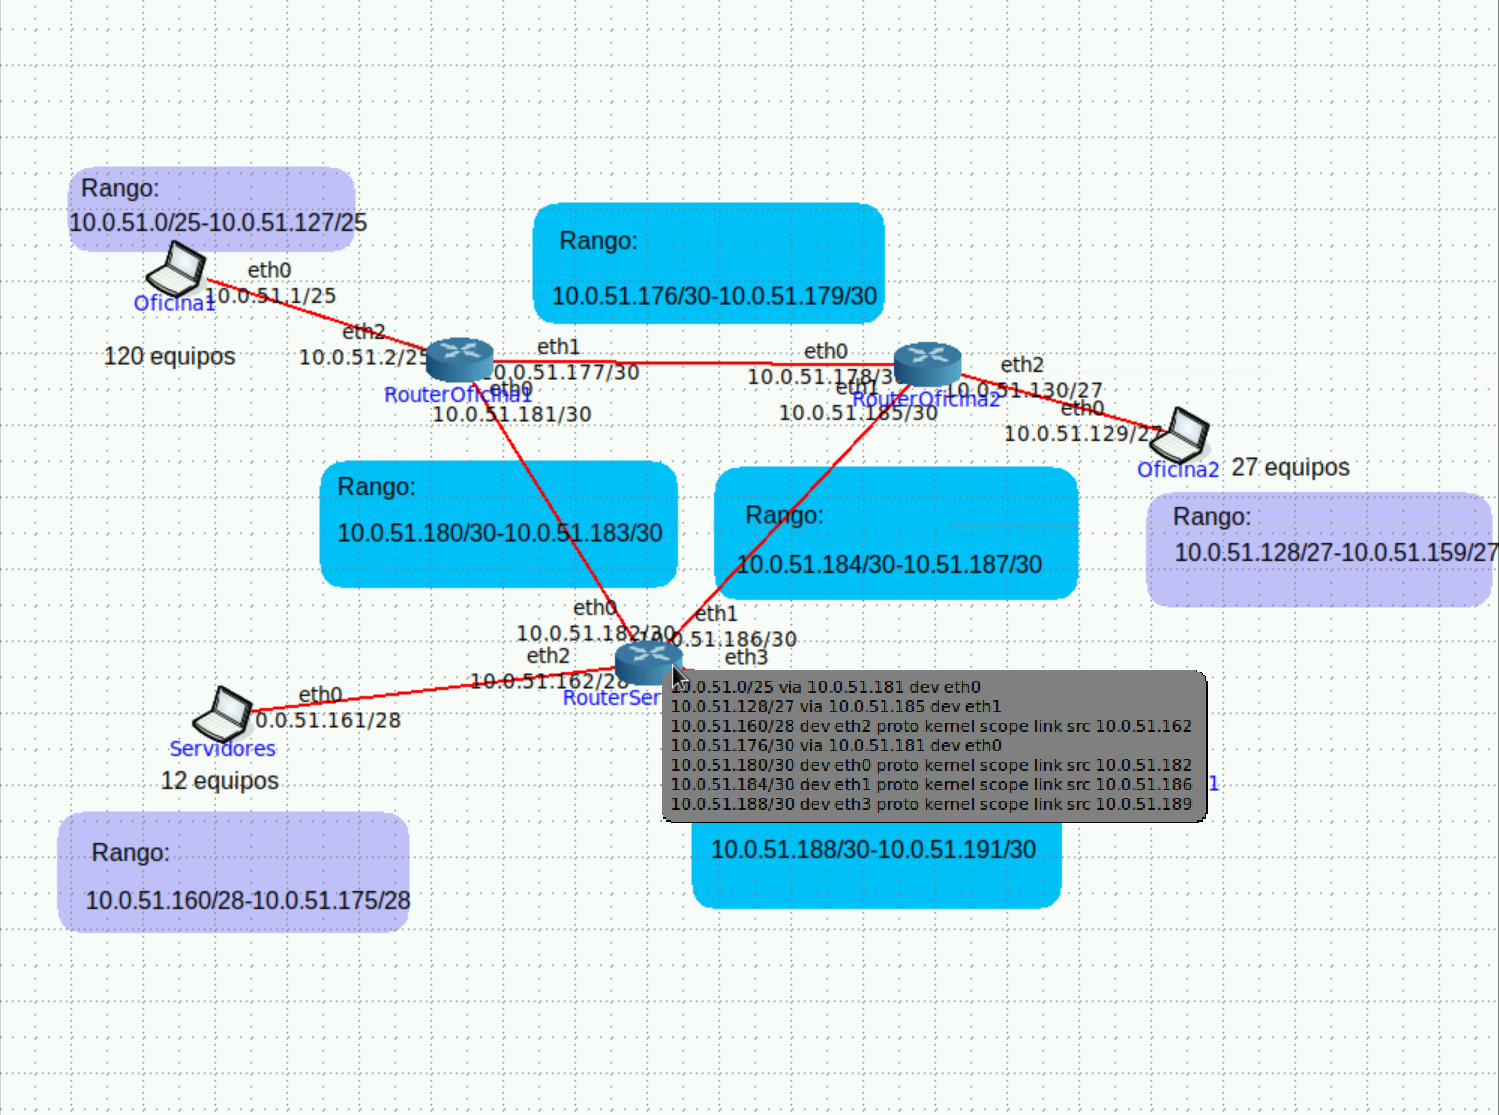 Rango:
10.0.51.0/25-10.0.51.127/25
eth0
10.0.51.1/25
Oficina1
120 equipos
eth2
10.0.51.2/25
RouterOficina1
Rango:
10.0.51.176/30-10.0.51.179/30
eth1
0.0.51.177/30
eth0
10.0.51.181/30
eth0
10.0.51.178/30
eth1
10.0.51.185/30
RouterOficina2
eth2
10.0.51.130/27
eth0
10.0.51.129/27
Oficina2
27 equipos
Rango:
10.0.51.128/27-10.0.51.159/27
Rango:
10.0.51.180/30-10.0.51.183/30
Rango:
10.0.51.184/30-10.51.187/30
eth0
10.0.51.182/30
eth1
10.0.51.186/30
eth2
10.0.51.162/28
eth3
RouterSer
eth0
0.0.51.161/28
Servidores
12 equipos
10.0.51.0/25 via 10.0.51.181 dev eth0
10.0.51.128/27 via 10.0.51.185 dev eth1
10.0.51.160/28 dev eth2 proto kernel scope link src 10.0.51.162
10.0.51.176/30 via 10.0.51.181 dev eth0
10.0.51.180/30 dev eth0 proto kernel scope link src 10.0.51.182
10.0.51.184/30 dev eth1 proto kernel scope link src 10.0.51.186
10.0.51.188/30 dev eth3 proto kernel scope link src 10.0.51.189
1
10.0.51.188/30-10.0.51.191/30
Rango:
10.0.51.160/28-10.0.51.175/28